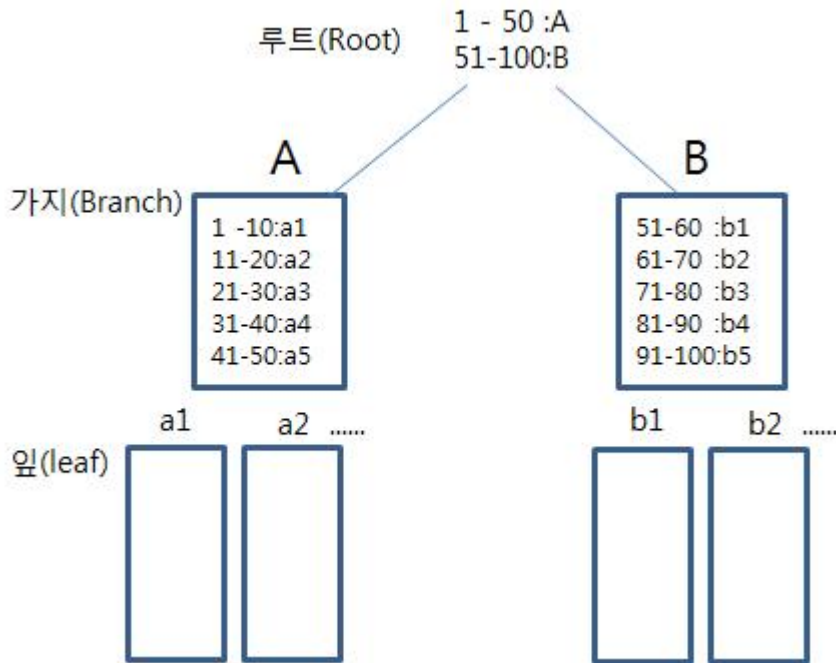 루트(Root)
1 - 50 :A
51-100:B
A
B
가지(Branch)
1 -10:a1
11-20:a2
21-30:a3
31-40:a4
41-50:a5
51-60 :b1
61-70 :b2
71-80 :b3
81-90 :b4
91-100:b5
잎(leaf)
a1
a2 ......
b1
b2 ......